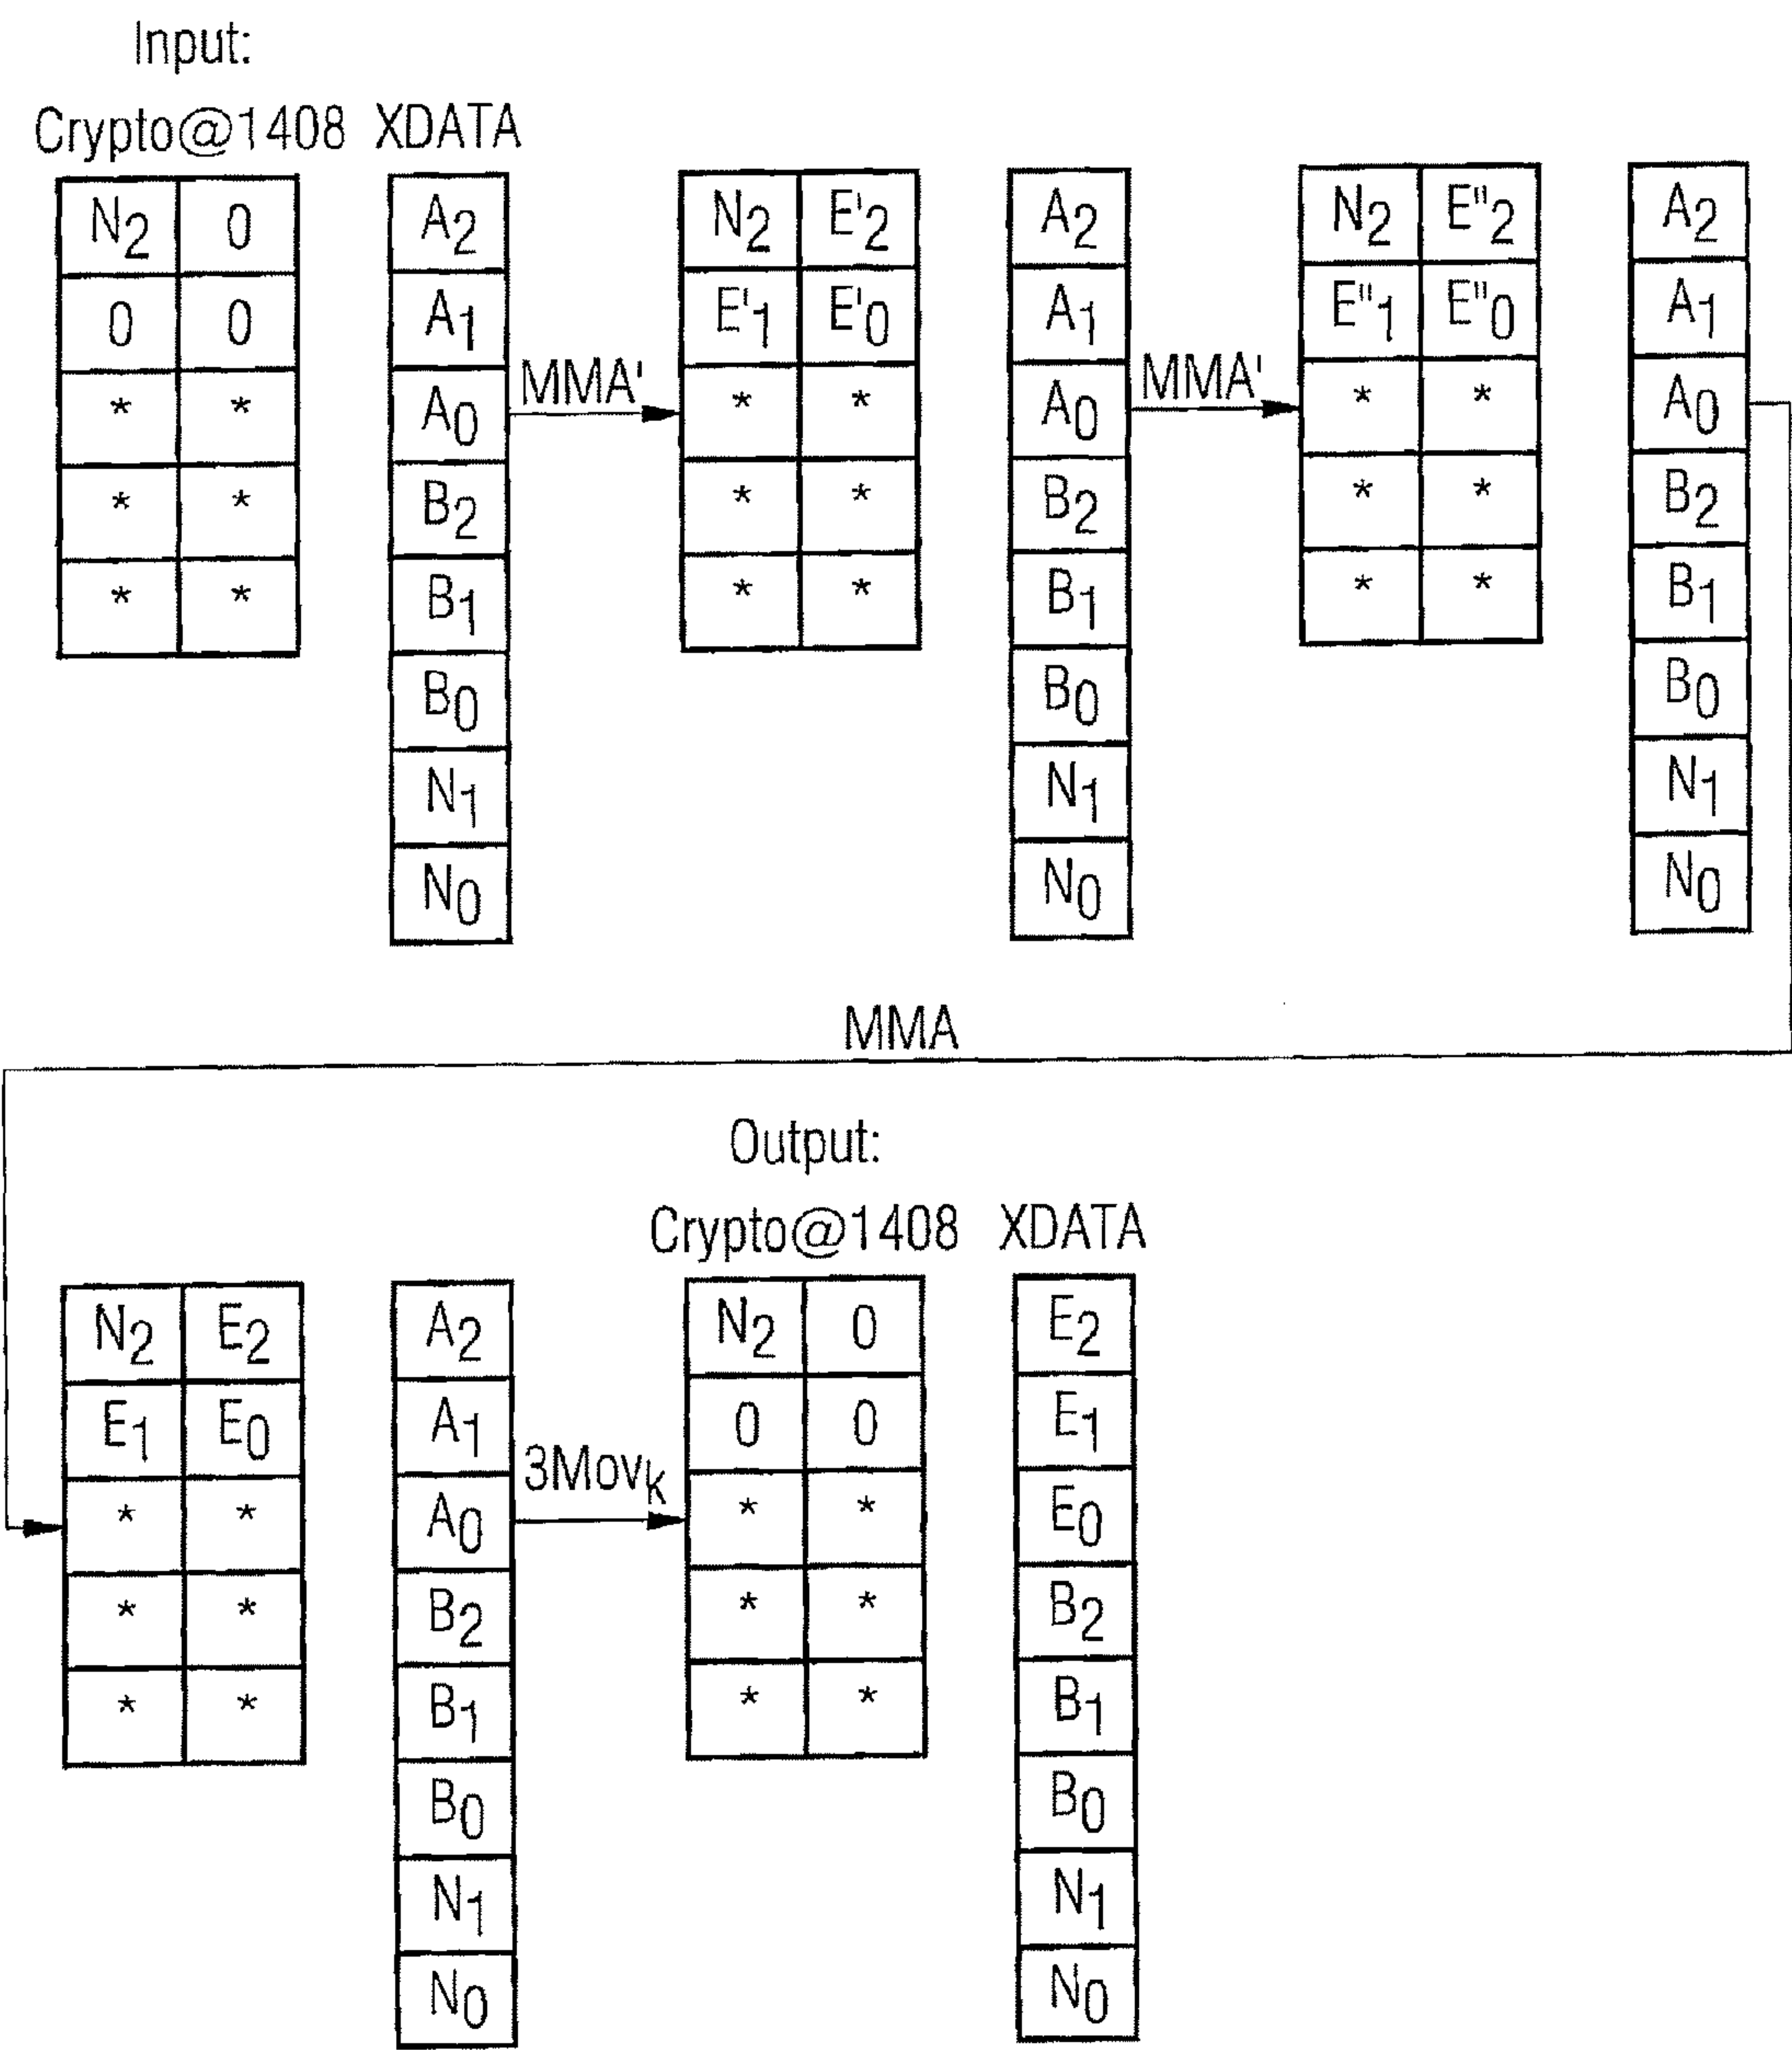 Input:
Crypto@1408 XDATA
N2 0 A2 N2 E'2 A2 N2 E"2 A2
0 0 A1 E'1 E'0 A1 E"1 E"0 A1
* * A0 MMA' * * A0 MMA' * * A0
* * B2 * * B2 * * B2
* * B1 * * B1 * * B1
B0 B0 B0
N1 N1 N1
N0 N0 N0
MMA
Output:
Crypto@1408 XDATA
N2 E2 A2 N2 0 E2
E1 E0 A1 0 0 E1
* * A0 3Movk * * E0
* * B2 * * B2
* * B1 * * B1
B0 B0
N1 N1
N0 N0